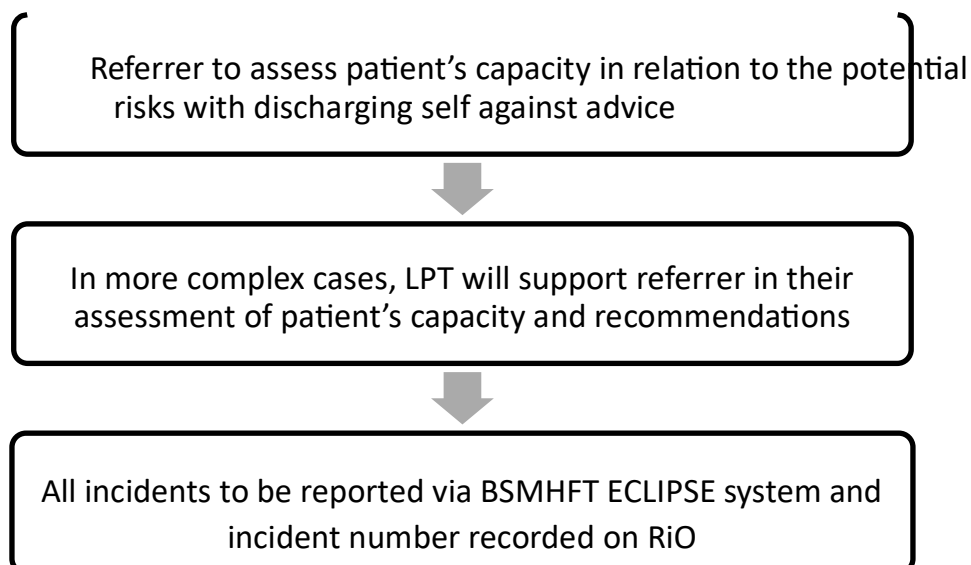 Referrer to assess patient’s capacity in relation to the potential
risks with discharging self against advice
In more complex cases, LPT will support referrer in their
assessment of patient’s capacity and recommendations
All incidents to be reported via BSMHFT ECLIPSE system and
incident number recorded on RiO